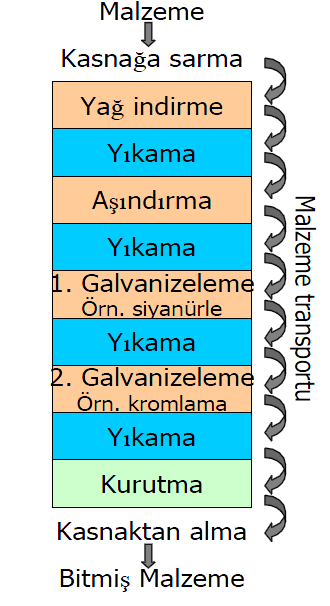 Malzeme
Kasnağa sarma
Yağ indirme
Yıkama
Aşındırma
Yıkama
1. Galvanizeleme
Örn. siyanürle
Yıkama
2. Galvanizeleme
Örn. kromlama
Yıkama
Kurutma
Kasnaktan alma
Bitmiş Malzeme
Malzeme transportu